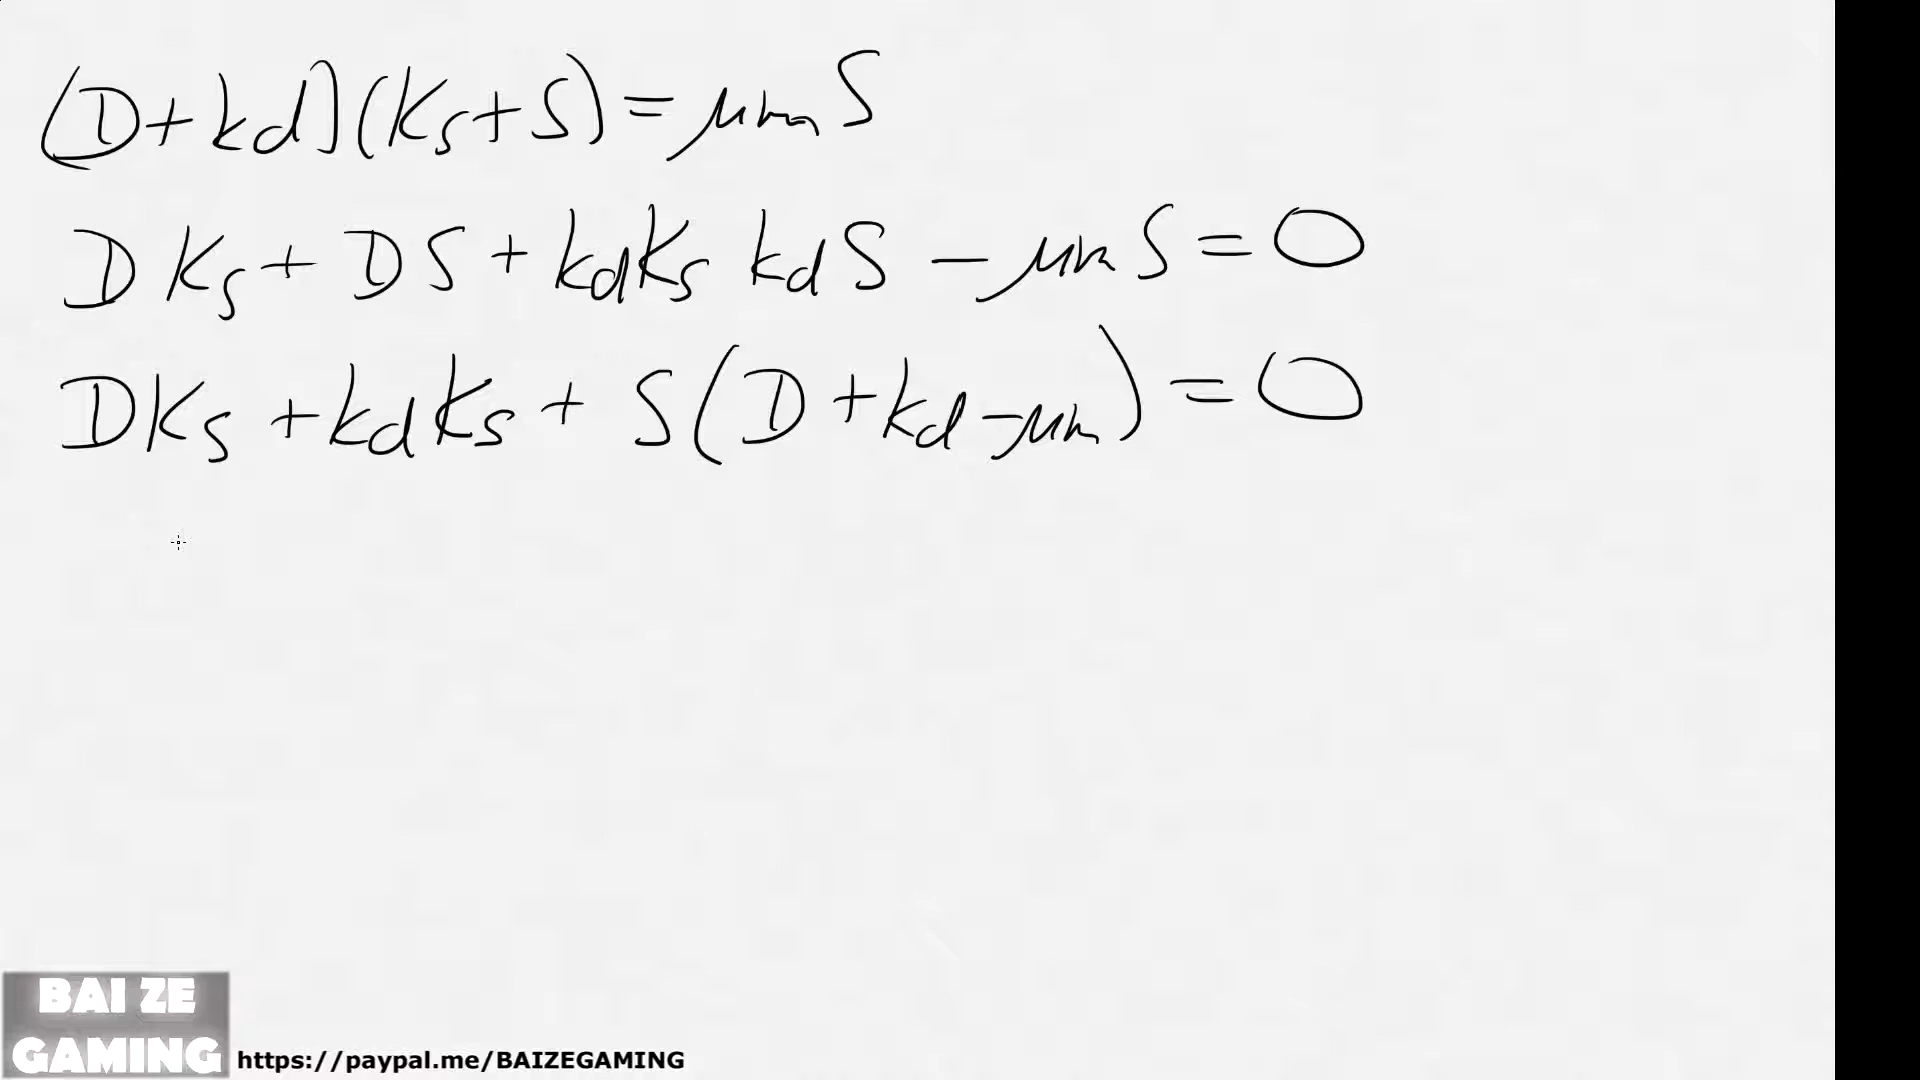 (D+kd)(Ks+S)=μmS
DKs+DS+kdKs kdS-μmS=0
DKs+kdKs+S(D+kd-μm)=0
BAI ZE
GAMING
https://paypal.me/BAIZEGAMING